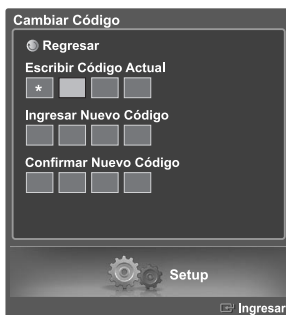 Cambiar Código
Regresar
Escribir Código Actual
*
Ingresar Nuevo Código
Confirmar Nuevo Código
Setup
Ingresar